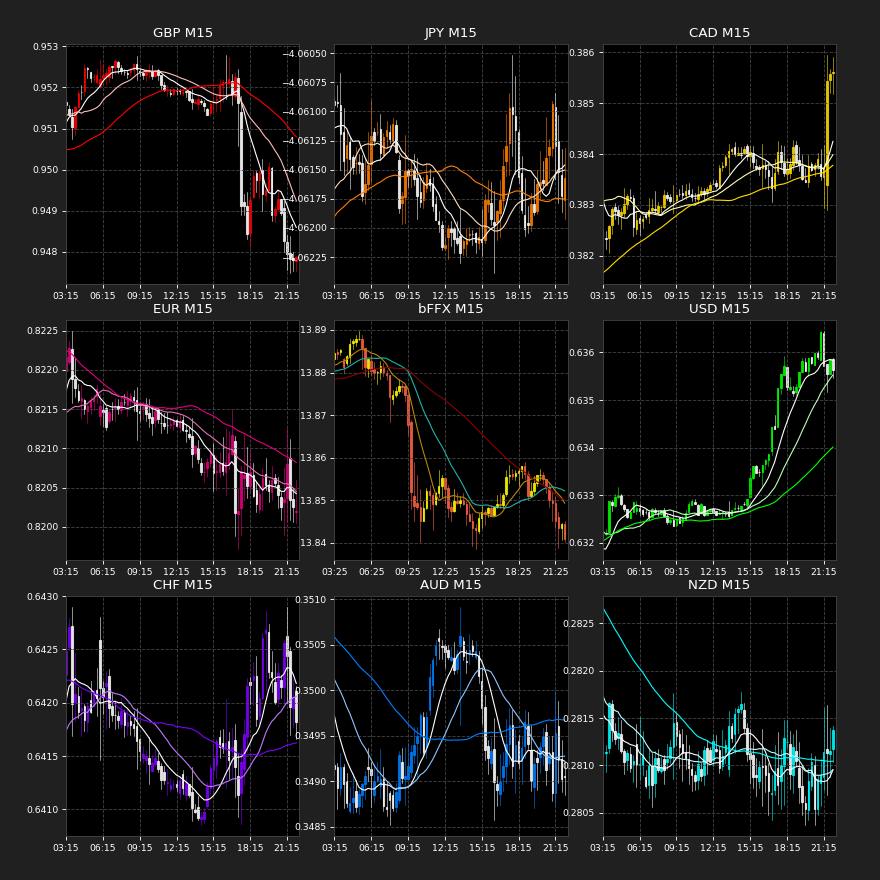 GBP M15
JPY M15
CAD M15
0.953
0.952
0.951
0.950
0.949
0.948
03:15 06:15 09:15 12:15 15:15 18:15 21:15
−4.06050
−4.06075
−4.06100
−4.06125
−4.06150
−4.06175
−4.06200
−4.06225
03:15 06:15 09:15 12:15 15:15 18:15 21:15
0.386
0.385
0.384
0.383
0.382
03:15 06:15 09:15 12:15 15:15 18:15 21:15
EUR M15
bFFX M15
USD M15
0.8225
0.8220
0.8215
0.8210
0.8205
0.8200
03:15 06:15 09:15 12:15 15:15 18:15 21:15
13.89
13.88
13.87
13.86
13.85
13.84
03:25 06:25 09:25 12:25 15:25 18:25 21:25
0.636
0.635
0.634
0.633
0.632
03:15 06:15 09:15 12:15 15:15 18:15 21:15
CHF M15
AUD M15
NZD M15
0.6430
0.6425
0.6420
0.6415
0.6410
03:15 06:15 09:15 12:15 15:15 18:15 21:15
0.3510
0.3505
0.3500
0.3495
0.3490
0.3485
03:15 06:15 09:15 12:15 15:15 18:15 21:15
0.2825
0.2820
0.2815
0.2810
0.2805
03:15 06:15 09:15 12:15 15:15 18:15 21:15